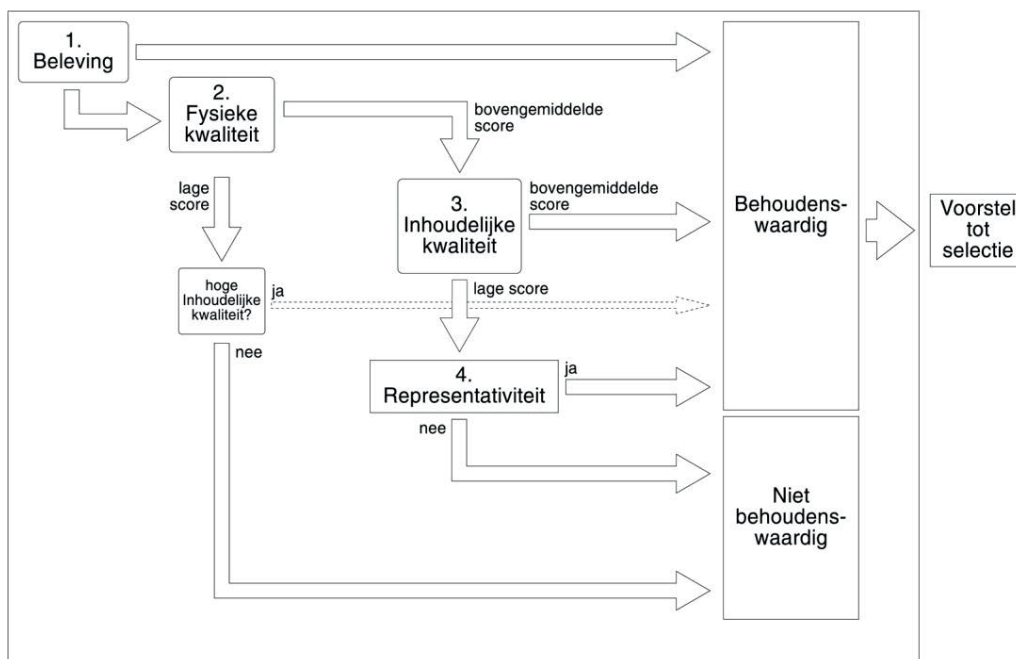 1.
Beleving
2.
Fysieke
kwaliteit
bovengemiddelde
score
lage
score
3.
Inhoudelijke
kwaliteit
bovengemiddelde
score
Behoudens-
waardig
Voorstel
tot
selectie
hoge
Inhoudelijke
kwaliteit?
ja
lage score
nee
4.
Representativiteit
ja
nee
Niet
behoudens-
waardig